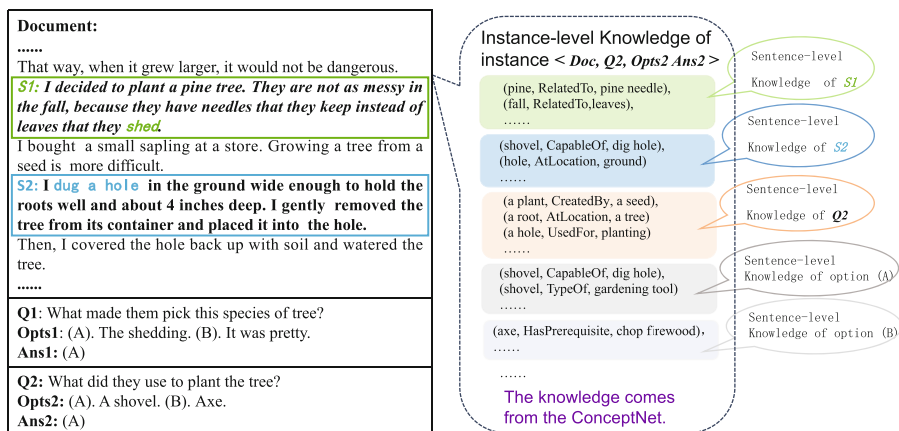 Document:
......
That way, when it grew larger, it would not be dangerous.
S1: I decided to plant a pine tree. They are not as messy in
the fall, because they have needles that they keep instead of
leaves that they shed.
I bought a small sapling at a store. Growing a tree from a
seed is more difficult.
S2: I dug a hole in the ground wide enough to hold the
roots well and about 4 inches deep. I gently removed the
tree from its container and placed it into the hole.
Then, I covered the hole back up with soil and watered the
tree.
......
Q1: What made them pick this species of tree?
Opts1: (A). The shedding. (B). It was pretty.
Ans1: (A)
Q2: What did they use to plant the tree?
Opts2: (A). A shovel. (B). Axe.
Ans2: (A)
Instance-level Knowledge of
instance < Doc, Q2, Opts2 Ans2 >
(pine, RelatedTo, pine needle),
(fall, RelatedTo,leaves),
......
(shovel, CapableOf, dig hole),
(hole, AtLocation, ground)
......
(a plant, CreatedBy, a seed),
(a root, AtLocation, a tree)
(a hole, UsedFor, planting)
......
(shovel, CapableOf, dig hole),
(shovel, TypeOf, gardening tool)
......
(axe, HasPrerequisite, chop firewood),
......
......
The knowledge comes
from the ConceptNet.
Sentence-level
Knowledge of S1
Sentence-level
Knowledge of S2
Sentence-level
Knowledge of Q2
Sentence-level
Knowledge of option (A)
Sentence-level
Knowledge of option (B)